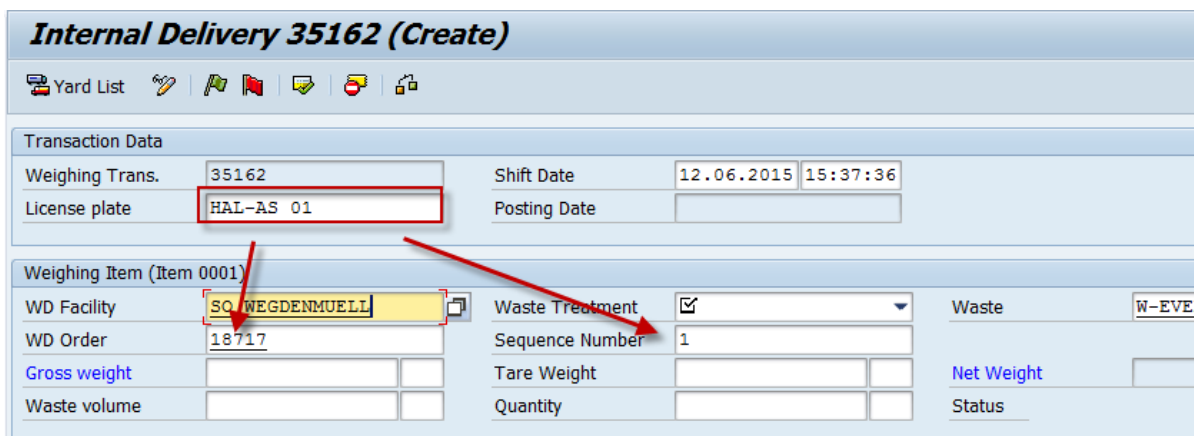 Internal Delivery 35162 (Create)
Yard List
Transaction Data
Weighing Trans. 35162 Shift Date 12.06.2015 15:37:36
License plate HAL-AS 01 Posting Date
Weighing Item (Item 0001)
WD Facility SO_WEGDENMUELL Waste Treatment Waste W-EVE
WD Order 18717 Sequence Number 1
Gross weight Tare Weight Net Weight
Waste volume Quantity Status